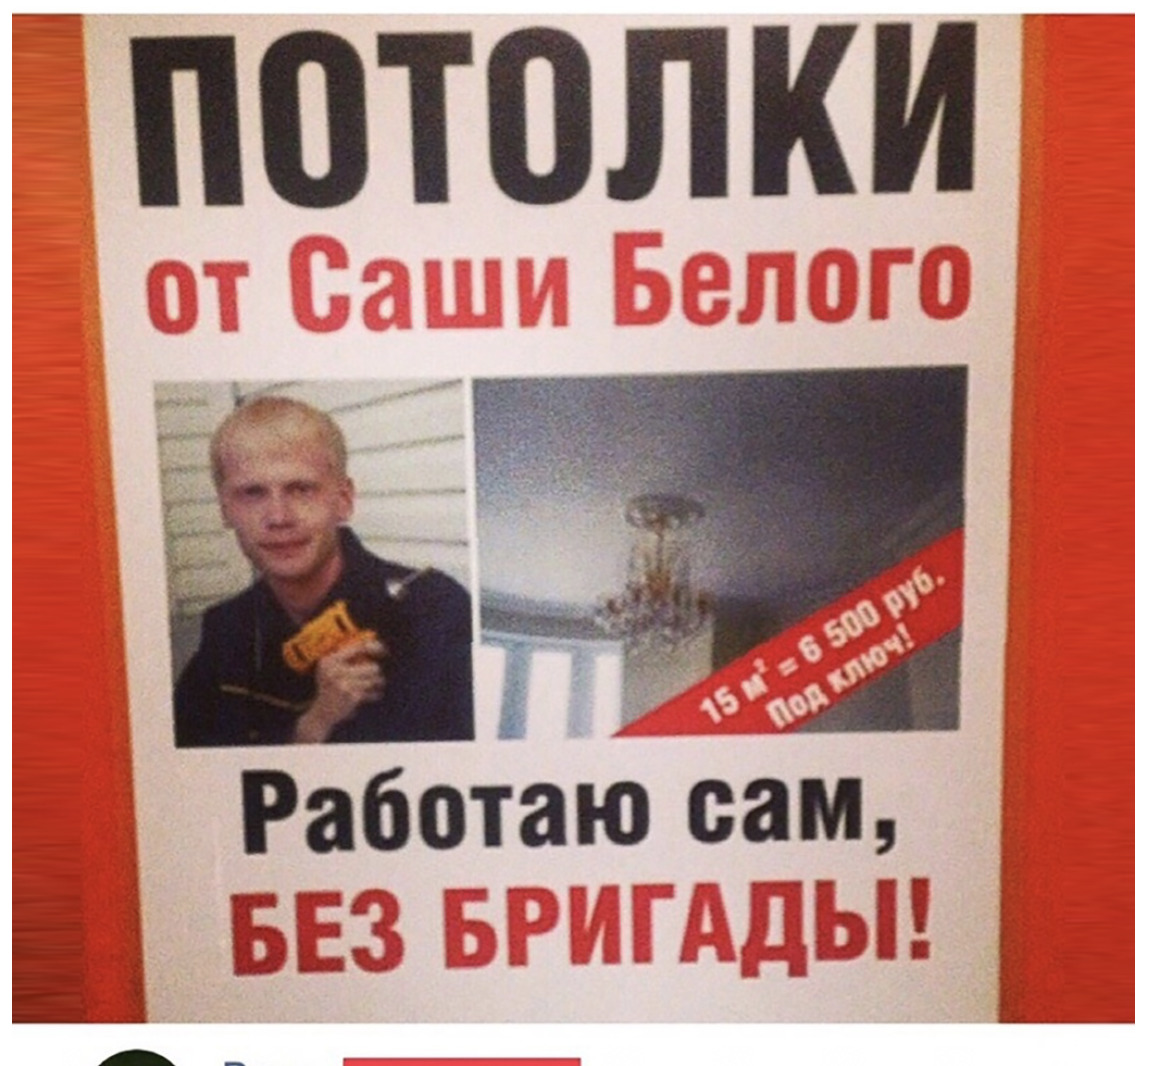 ПОТОЛКИ
от Саши Белого
15 м² = 6 500 руб.
Под ключ!
Работаю сам,
БЕЗ БРИГАДЫ!